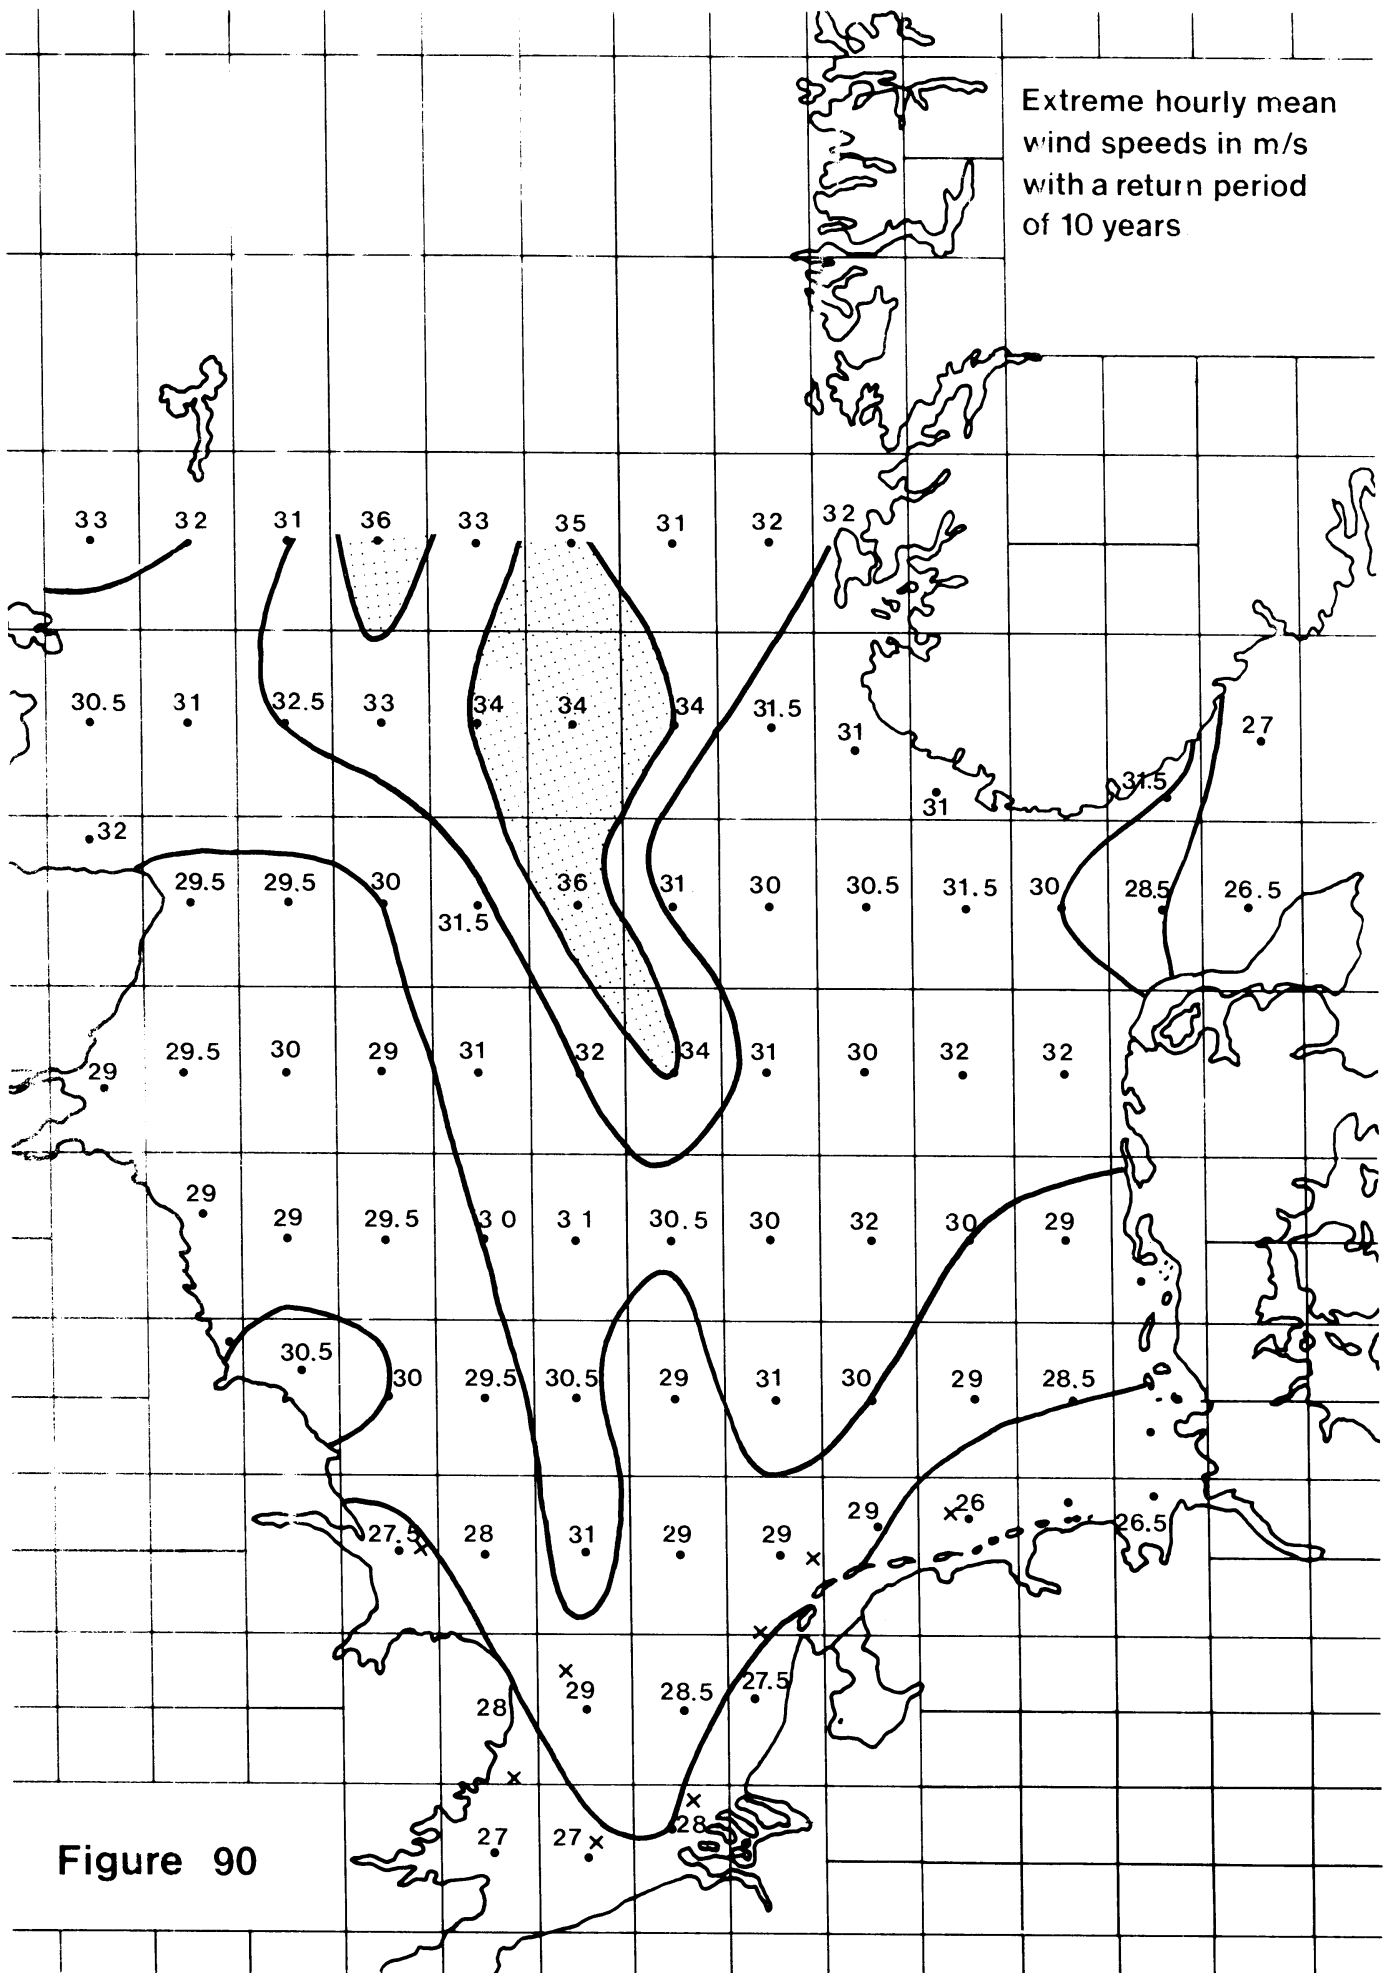 Extreme hourly mean
wind speeds in m/s
with a return period
of 10 years
33 32 31 36 33 35 31 32 32
30.5 31 32.5 33 34 34 34 31.5 31 27
31.5
31
32
29.5 29.5 30 31.5 36 31 30 30.5 31.5 30 28.5 26.5
29 29.5 30 29 31 32 34 31 30 32 32
29 29 29.5 30 31 30.5 30 32 30 29
30.5 30 29.5 30.5 29 31 30 29 28.5
27.5 28 31 29 29 29 26 26.5
28 29 28.5 27.5
27 27 28
Figure 90